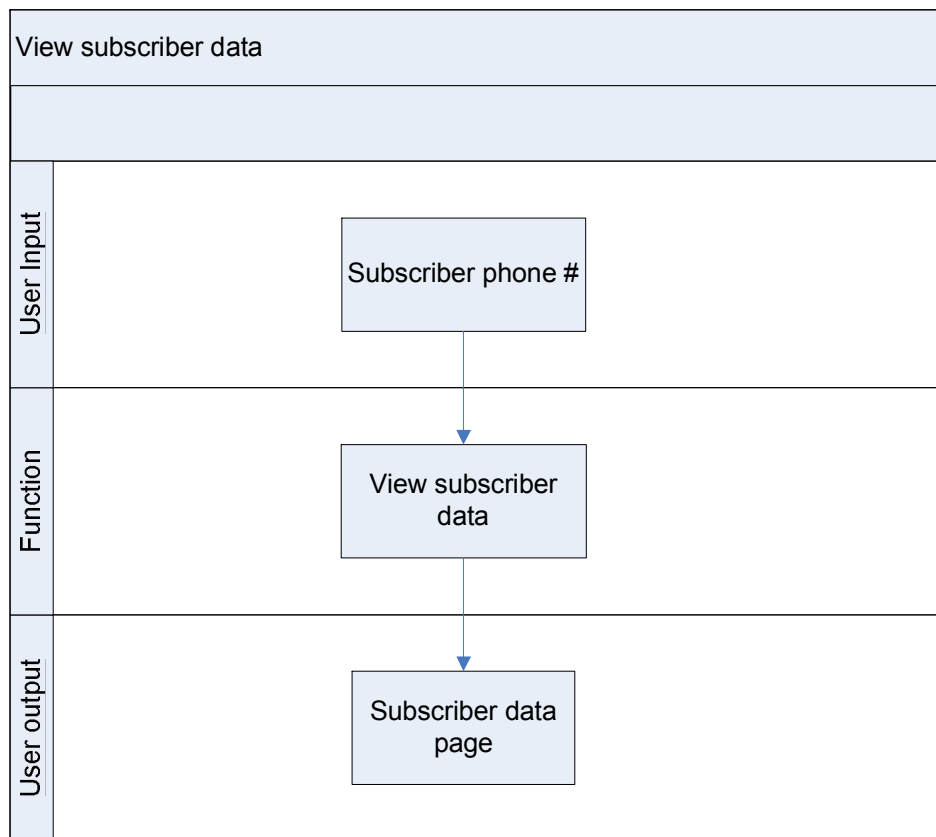 View subscriber data
User Input
Subscriber phone #
Function
View subscriber
data
User output
Subscriber data
page